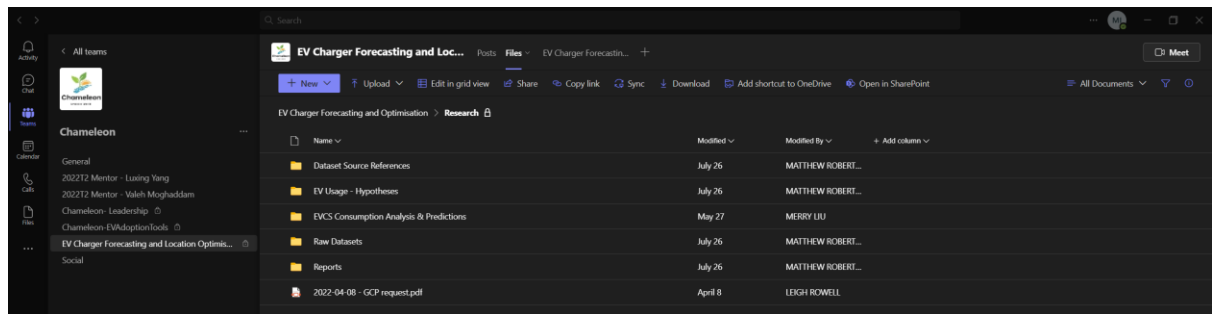 Search
ML
Activity
Chat
Teams
Calendar
Calls
Files
All teams
Chameleon
Chameleon
General
2022T2 Mentor - Luxing Yang
2022T2 Mentor - Valeh Moghaddam
Chameleon- Leadership
Chameleon-EVAdoptionTools
EV Charger Forecasting and Location Optimis...
Social
EV Charger Forecasting and Loc... Posts Files EV Charger Forecastin... +
Meet
+ New Upload Edit in grid view Share Copy link Sync Download Add shortcut to OneDrive Open in SharePoint All Documents
EV Charger Forecasting and Optimisation > Research
Name Modified Modified By + Add column
Dataset Source References July 26 MATTHEW ROBERT...
EV Usage - Hypotheses July 26 MATTHEW ROBERT...
EVCS Consumption Analysis & Predictions May 27 MERRY LIU
Raw Datasets July 26 MATTHEW ROBERT...
Reports July 26 MATTHEW ROBERT...
2022-04-08 - GCP request.pdf April 8 LEIGH ROWELL